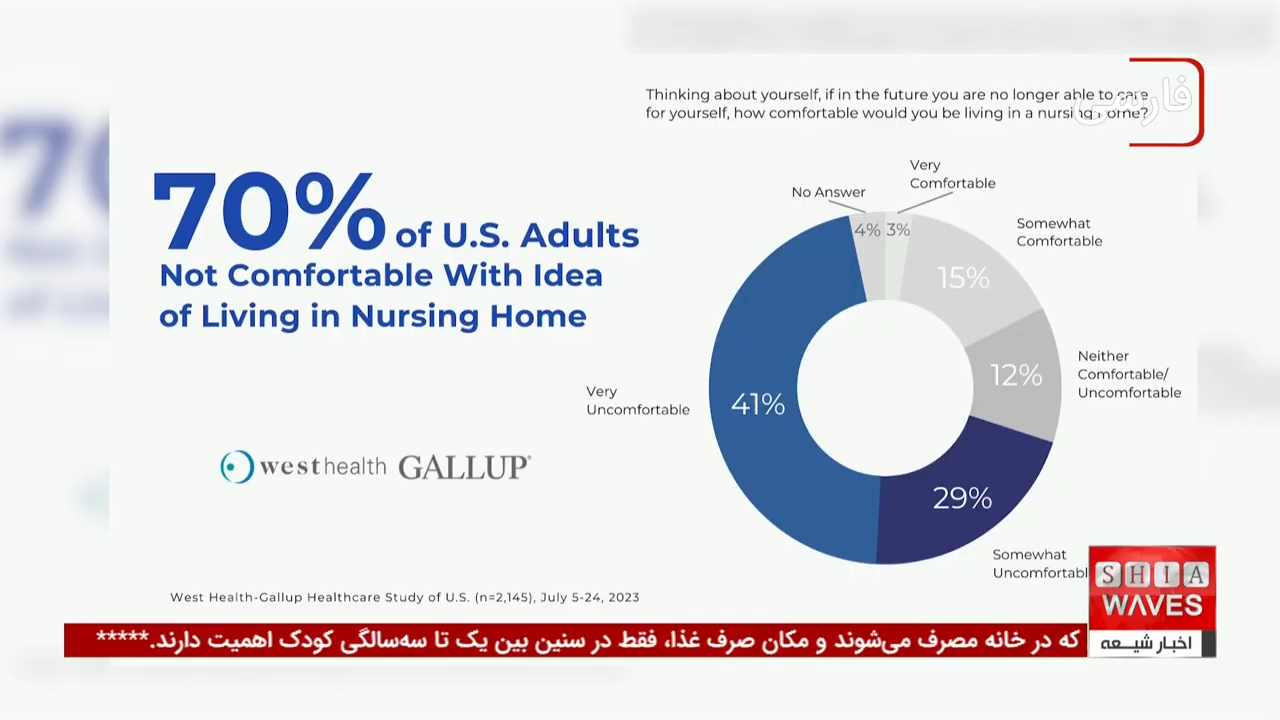 Thinking about yourself, if in the future you are no longer able to care
for yourself, how comfortable would you be living in a nursing home?
فارسی
70% of U.S. Adults
Not Comfortable With Idea
of Living in Nursing Home
No Answer
Very
Comfortable
Somewhat
Comfortable
4%
3%
15%
Neither
Comfortable/
Uncomfortable
12%
Very
Uncomfortable
41%
29%
Somewhat
Uncomfortabl
westhealth GALLUP®
West Health-Gallup Healthcare Study of U.S. (n=2,145), July 5-24, 2023
SHIA
WAVES
اخبار شیعه
که در خانه مصرف می‌شوند و مکان صرف غذا، فقط در سنین بین یک تا سه‌سالگی کودک اهمیت دارند.*****